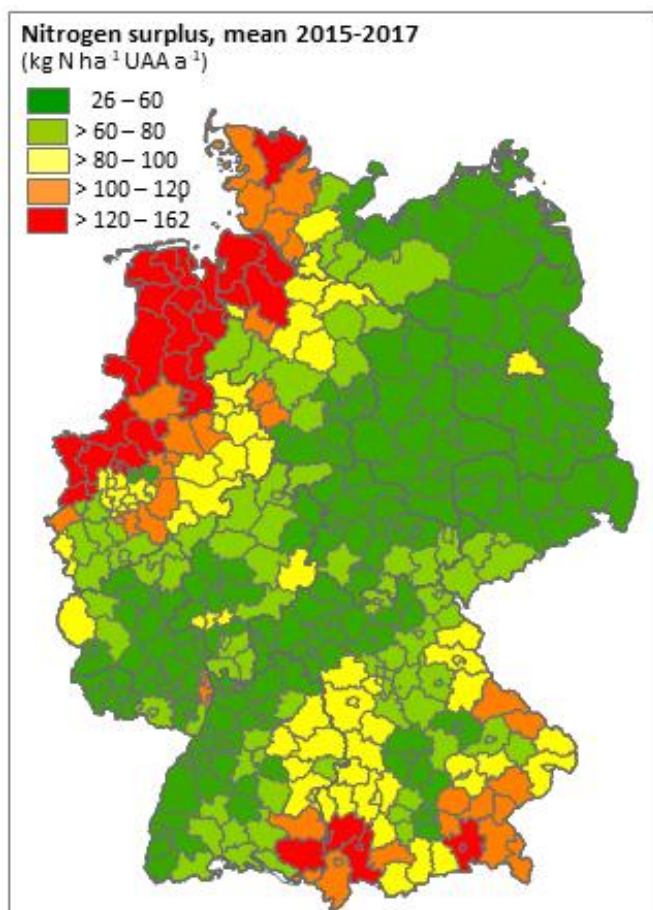 Nitrogen surplus, mean 2015-2017
(kg N ha⁻¹ UAA a⁻¹)
26 – 60
> 60 – 80
> 80 – 100
> 100 – 120
> 120 – 162